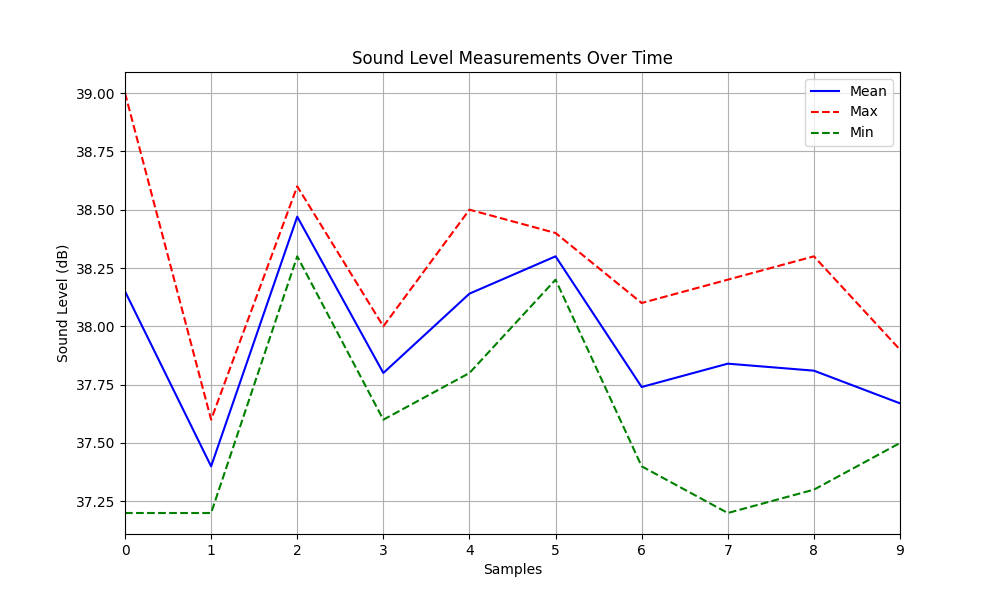 Sound Level Measurements Over Time
Mean
Max
Min
39.00
38.75
38.50
38.25
38.00
37.75
37.50
37.25
Sound Level (dB)
0 1 2 3 4 5 6 7 8 9
Samples